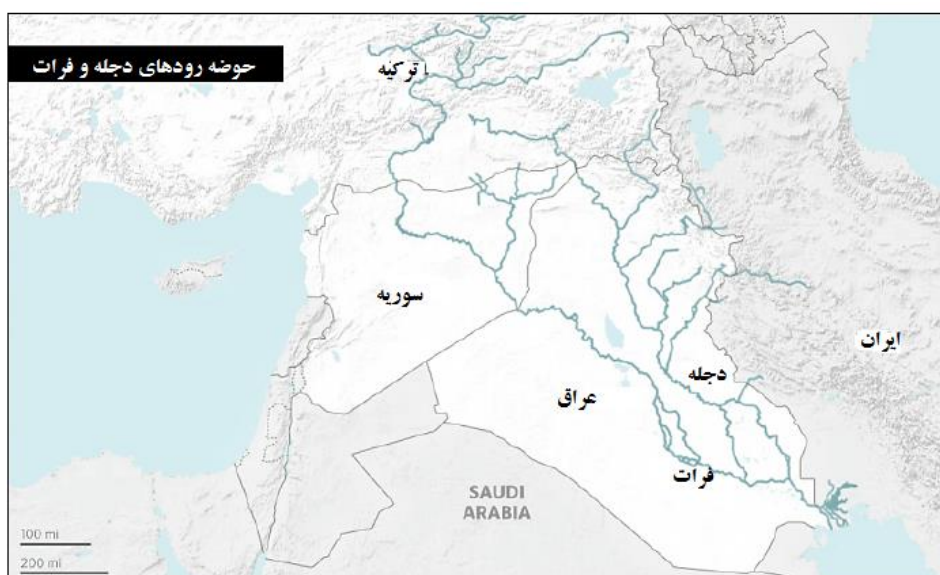 حوضه رودهای دجله و فرات
ترکیه
سوریه
ایران
دجله
عراق
فرات
SAUDI
ARABIA
100 mi
200 mi